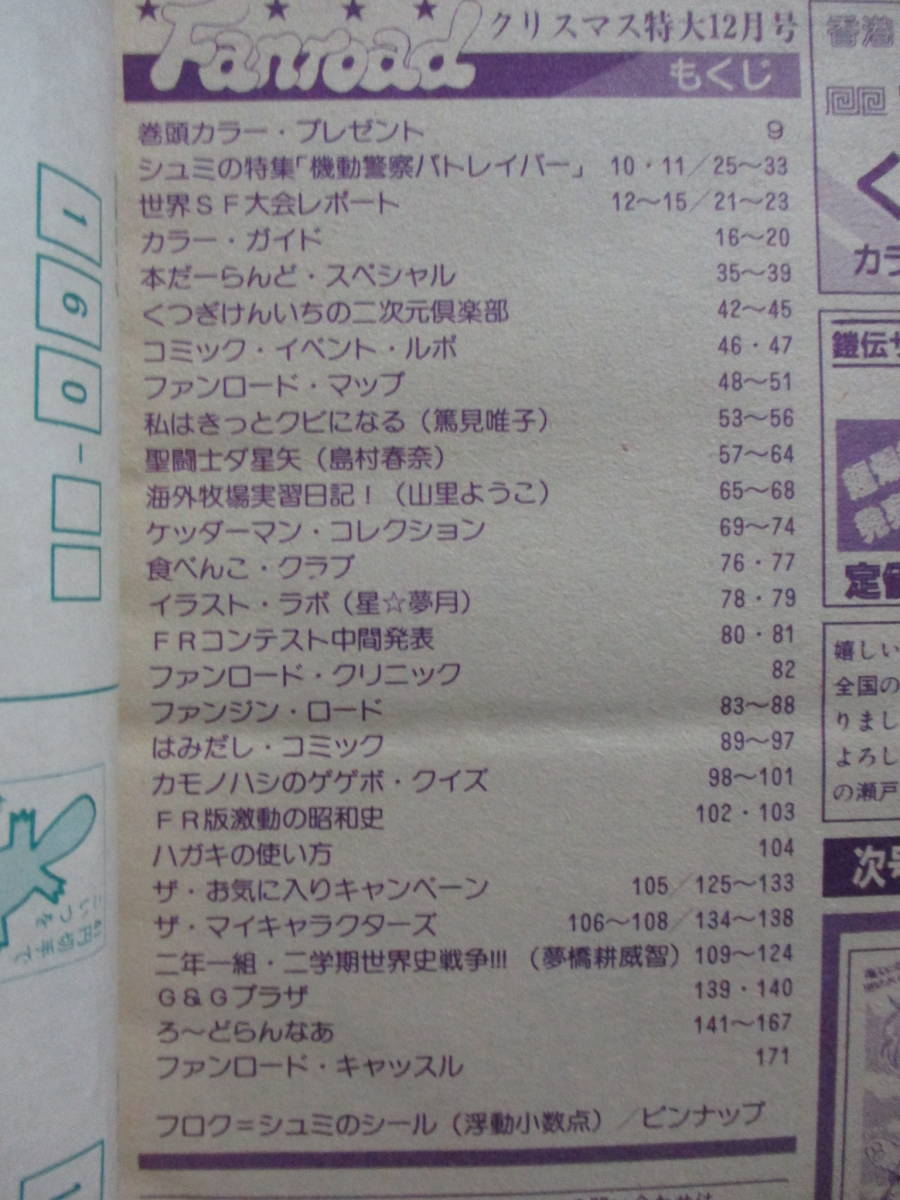 Fanroad クリスマス特大12月号
もくじ
巻頭カラー・プレゼント 9
シュミの特集「機動警察パトレイバー」 10・11／25〜33
世界ＳＦ大会レポート 12〜15／21〜23
カラー・ガイド 16〜20
本だーらんど・スペシャル 35〜39
くつぎけんいちの二次元倶楽部 42〜45
コミック・イベント・ルポ 46・47
ファンロード・マップ 48〜51
私はきっとクビになる（篤見唯子） 53〜56
聖闘士ダ星矢（島村春奈） 57〜64
海外牧場実習日記！（山里ようこ） 65〜68
ケッダーマン・コレクション 69〜74
食べんこ・クラブ 76・77
イラスト・ラボ（星☆夢月） 78・79
ＦＲコンテスト中間発表 80・81
ファンロード・クリニック 82
ファンジン・ロード 83〜88
はみだし・コミック 89〜97
カモノハシのゲゲボ・クイズ 98〜101
ＦＲ版激動の昭和史 102・103
ハガキの使い方 104
ザ・お気に入りキャンペーン 105／125〜133
ザ・マイキャラクターズ 106〜108／134〜138
二年一組・二学期世界史戦争!!!（夢橋耕威智）109〜124
Ｇ＆Ｇプラザ 139・140
ろ〜どらんなあ 141〜167
ファンロード・キャッスル 171
フロク＝シュミのシール（浮動小数点）／ピンナップ
160-
香港
く
カラ
鎧伝サ
定価
嬉しい
全国の
りまし
よろし
の瀬戸
次号